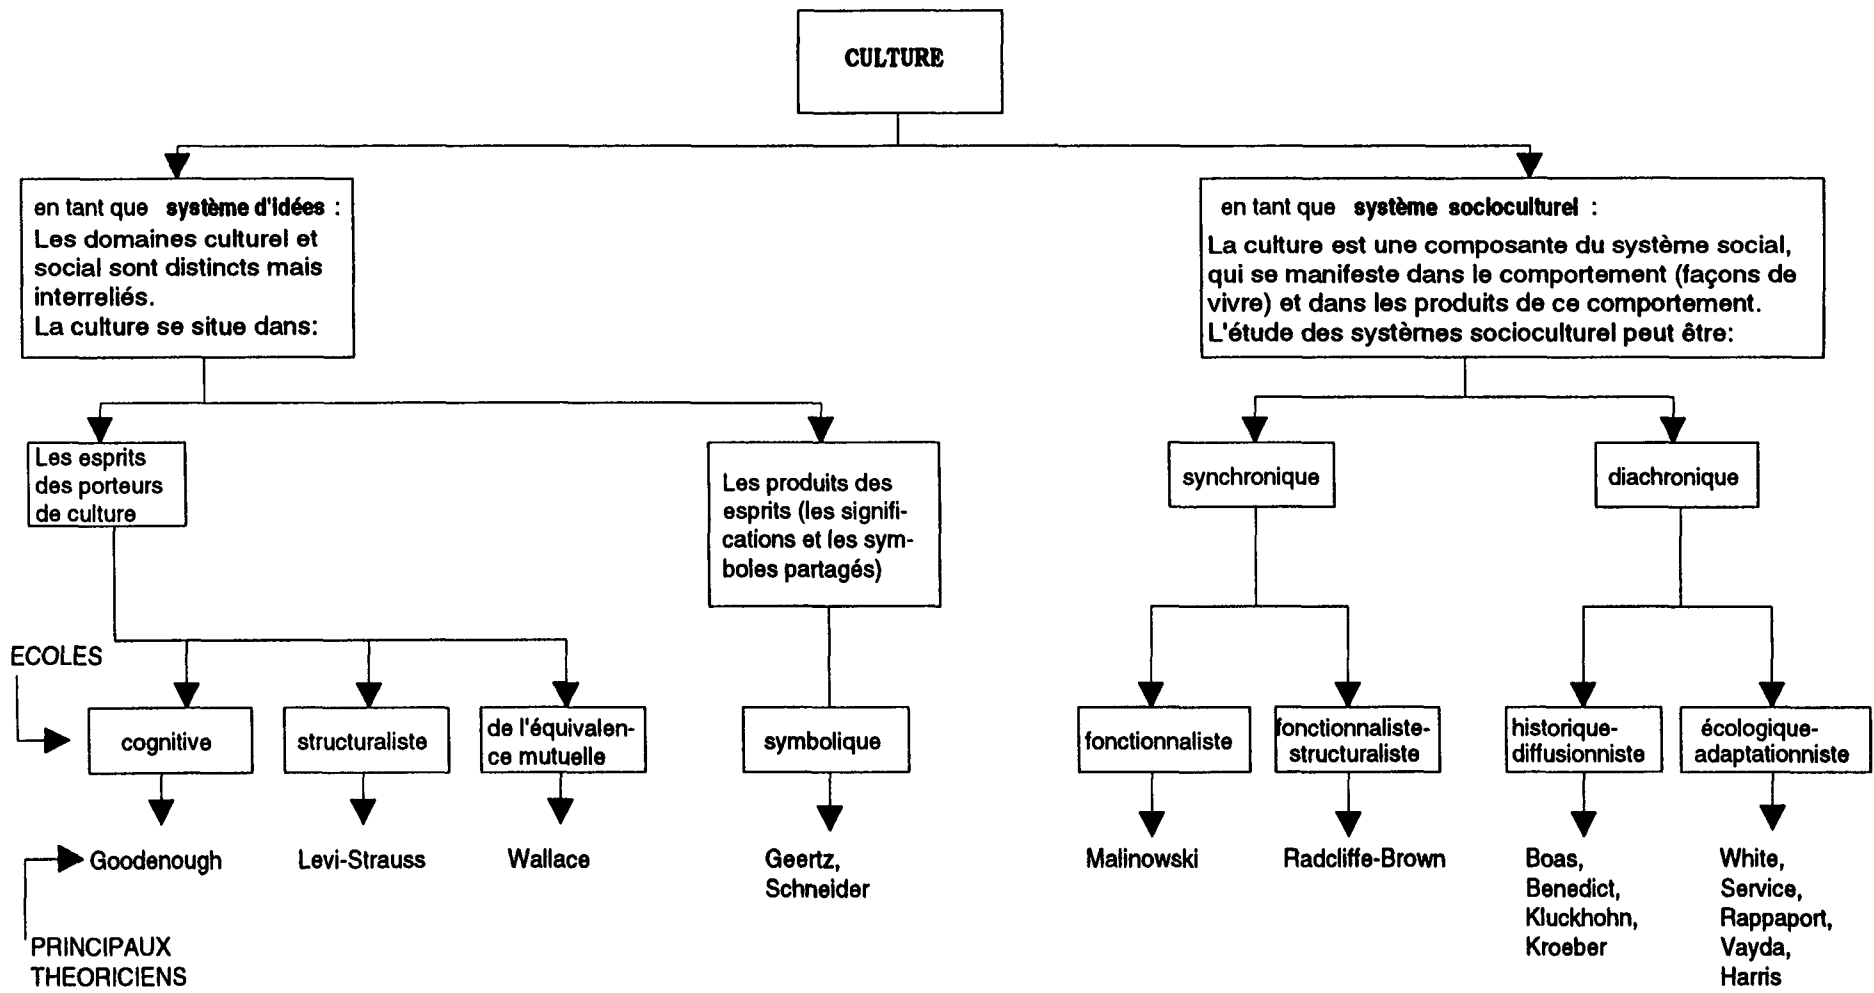 CULTURE
en tant que système d'idées :
Les domaines culturel et
social sont distincts mais
interreliés.
La culture se situe dans:
en tant que système socioculturel :
La culture est une composante du système social,
qui se manifeste dans le comportement (façons de
vivre) et dans les produits de ce comportement.
L'étude des systèmes socioculturel peut être:
Les esprits
des porteurs
de culture
Les produits des
esprits (les signifi-
cations et les sym-
boles partagés)
synchronique
diachronique
ECOLES
cognitive
structuraliste
de l'équivalen-
ce mutuelle
symbolique
fonctionnaliste
fonctionnaliste-
structuraliste
historique-
diffusionniste
écologique-
adaptationniste
Goodenough
Levi-Strauss
Wallace
Geertz,
Schneider
Malinowski
Radcliffe-Brown
Boas,
Benedict,
Kluckhohn,
Kroeber
White,
Service,
Rappaport,
Vayda,
Harris
PRINCIPAUX
THEORICIENS